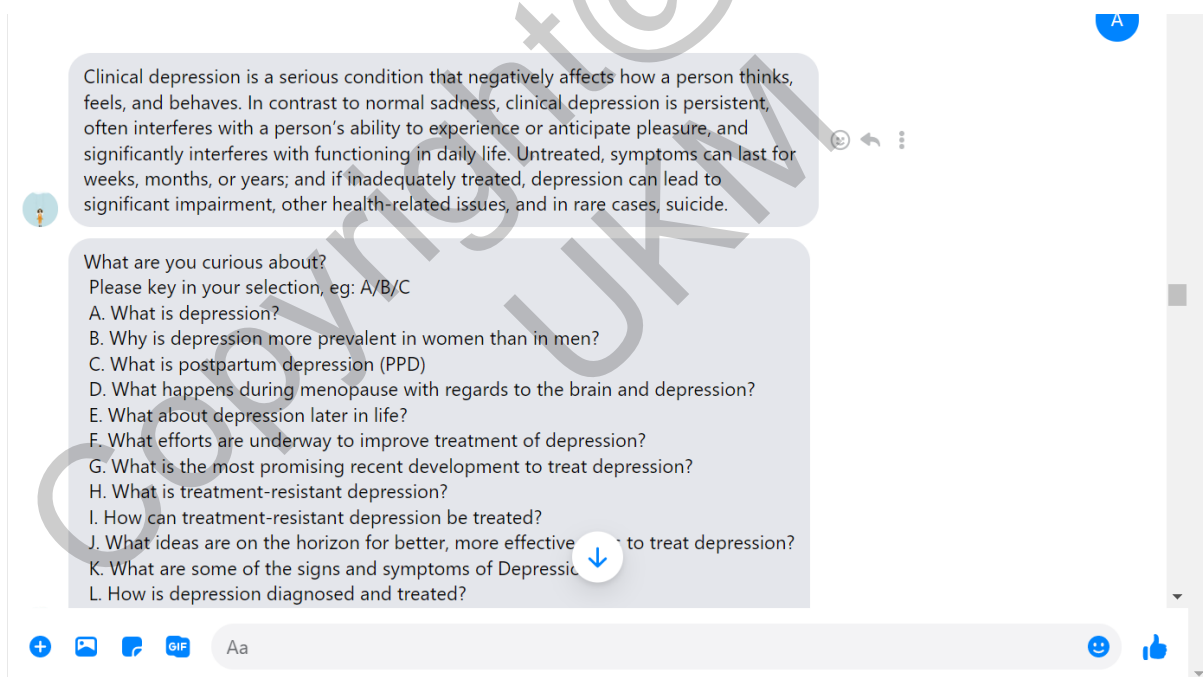 A
Clinical depression is a serious condition that negatively affects how a person thinks,
feels, and behaves. In contrast to normal sadness, clinical depression is persistent,
often interferes with a person's ability to experience or anticipate pleasure, and
significantly interferes with functioning in daily life. Untreated, symptoms can last for
weeks, months, or years; and if inadequately treated, depression can lead to
significant impairment, other health-related issues, and in rare cases, suicide.
What are you curious about?
Please key in your selection, eg: A/B/C
A. What is depression?
B. Why is depression more prevalent in women than in men?
C. What is postpartum depression (PPD)
D. What happens during menopause with regards to the brain and depression?
E. What about depression later in life?
F. What efforts are underway to improve treatment of depression?
G. What is the most promising recent development to treat depression?
H. What is treatment-resistant depression?
I. How can treatment-resistant depression be treated?
J. What ideas are on the horizon for better, more effective to treat depression?
K. What are some of the signs and symptoms of
L. How is depression diagnosed and treated?
GIF
Aa
Copyright©
UKM